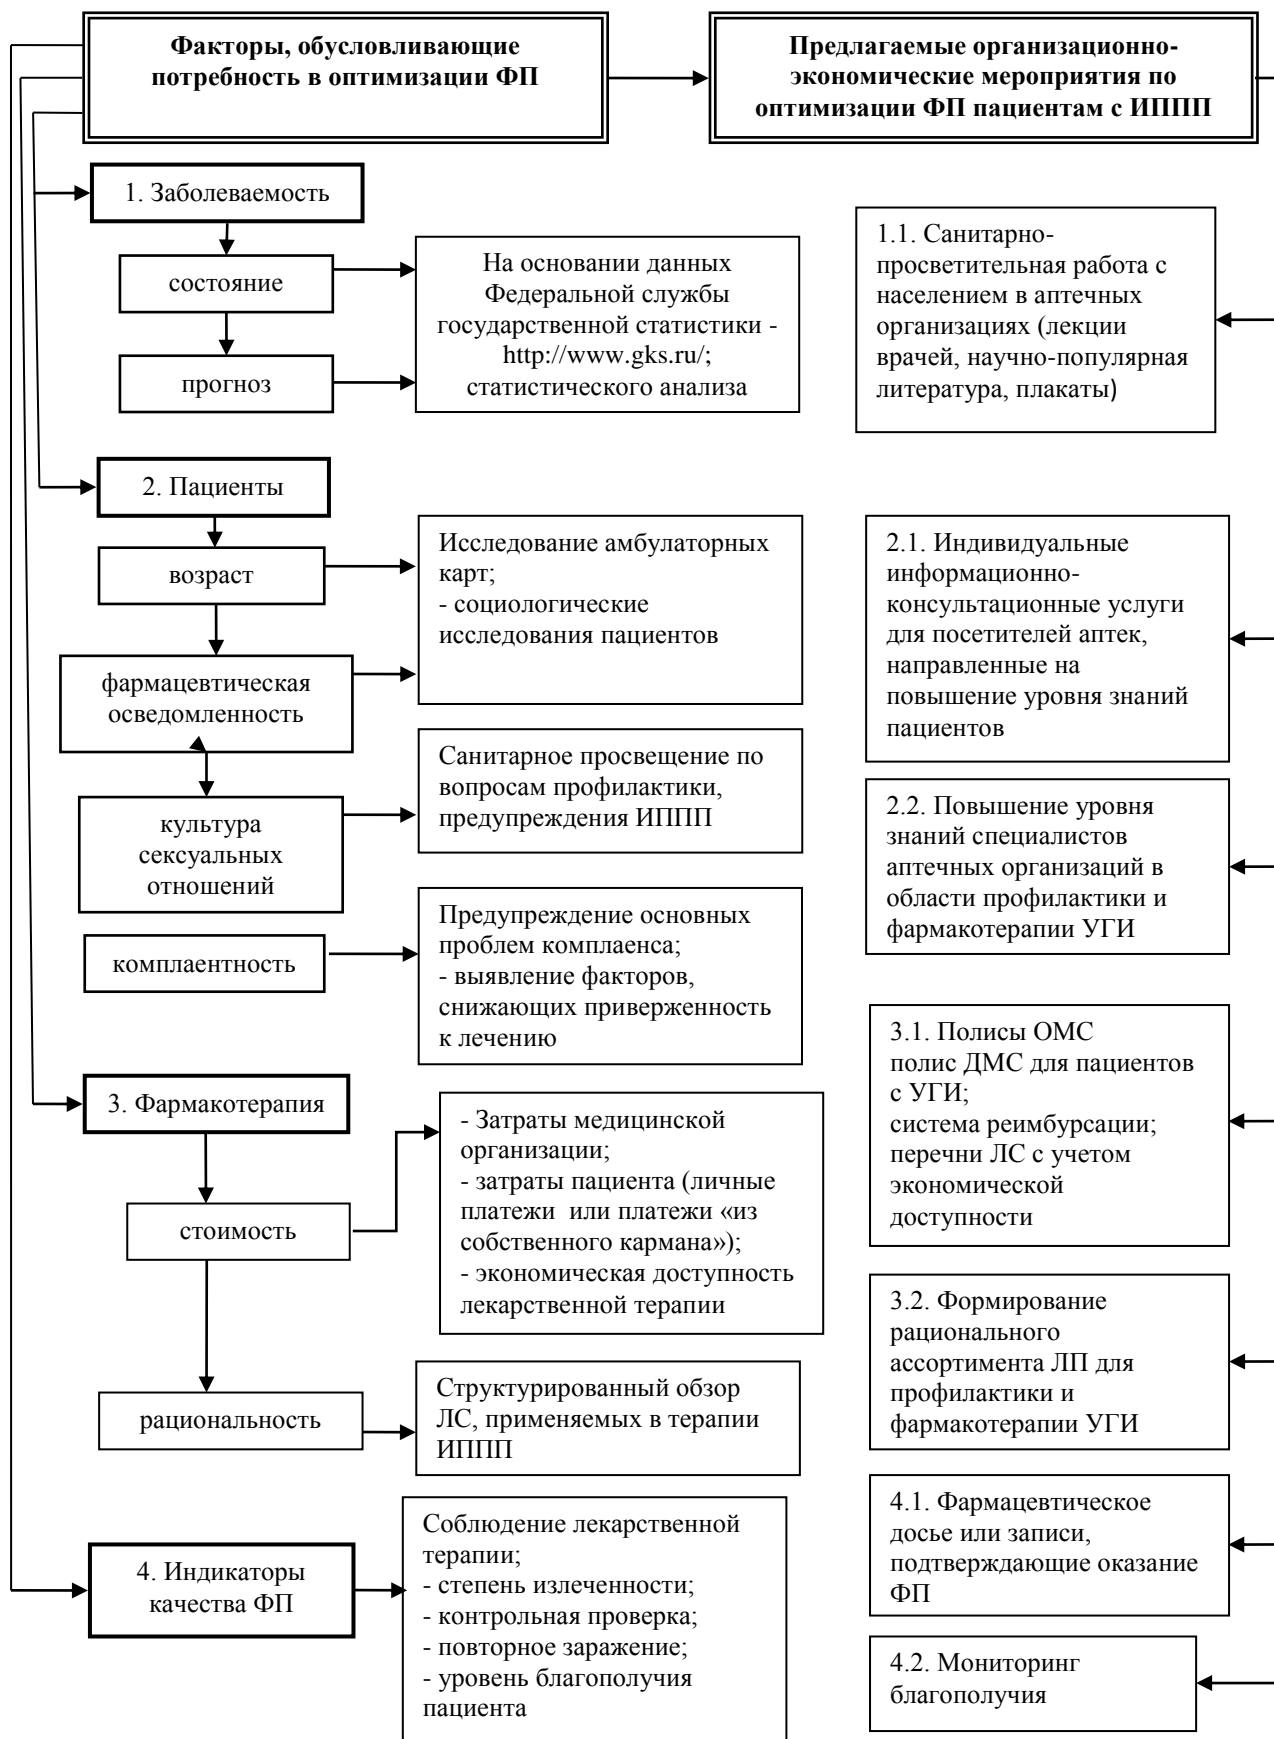 Факторы, обусловливающие
потребность в оптимизации ФП
Предлагаемые организационно-
экономические мероприятия по
оптимизации ФП пациентам с ИППП
1. Заболеваемость
состояние
прогноз
На основании данных
Федеральной службы
государственной статистики -
http://www.gks.ru/;
статистического анализа
1.1. Санитарно-
просветительная работа с
населением в аптечных
организациях (лекции
врачей, научно-популярная
литература, плакаты)
2. Пациенты
возраст
фармацевтическая
осведомленность
Исследование амбулаторных
карт;
- социологические
исследования пациентов
2.1. Индивидуальные
информационно-
консультационные услуги
для посетителей аптек,
направленные на
повышение уровня знаний
пациентов
культура
сексуальных
отношений
Санитарное просвещение по
вопросам профилактики,
предупреждения ИППП
2.2. Повышение уровня
знаний специалистов
аптечных организаций в
области профилактики и
фармакотерапии УГИ
комплаентность
Предупреждение основных
проблем комплаенса;
- выявление факторов,
снижающих приверженность
к лечению
3. Фармакотерапия
стоимость
- Затраты медицинской
организации;
- затраты пациента (личные
платежи или платежи «из
собственного кармана»);
- экономическая доступность
лекарственной терапии
3.1. Полисы ОМС
полис ДМС для пациентов
с УГИ;
система реимбурсации;
перечни ЛС с учетом
экономической
доступности
рациональность
Структурированный обзор
ЛС, применяемых в терапии
ИППП
3.2. Формирование
рационального
ассортимента ЛП для
профилактики и
фармакотерапии УГИ
4. Индикаторы
качества ФП
Соблюдение лекарственной
терапии;
- степень излеченности;
- контрольная проверка;
- повторное заражение;
- уровень благополучия
пациента
4.1. Фармацевтическое
досье или записи,
подтверждающие оказание
ФП
4.2. Мониторинг
благополучия